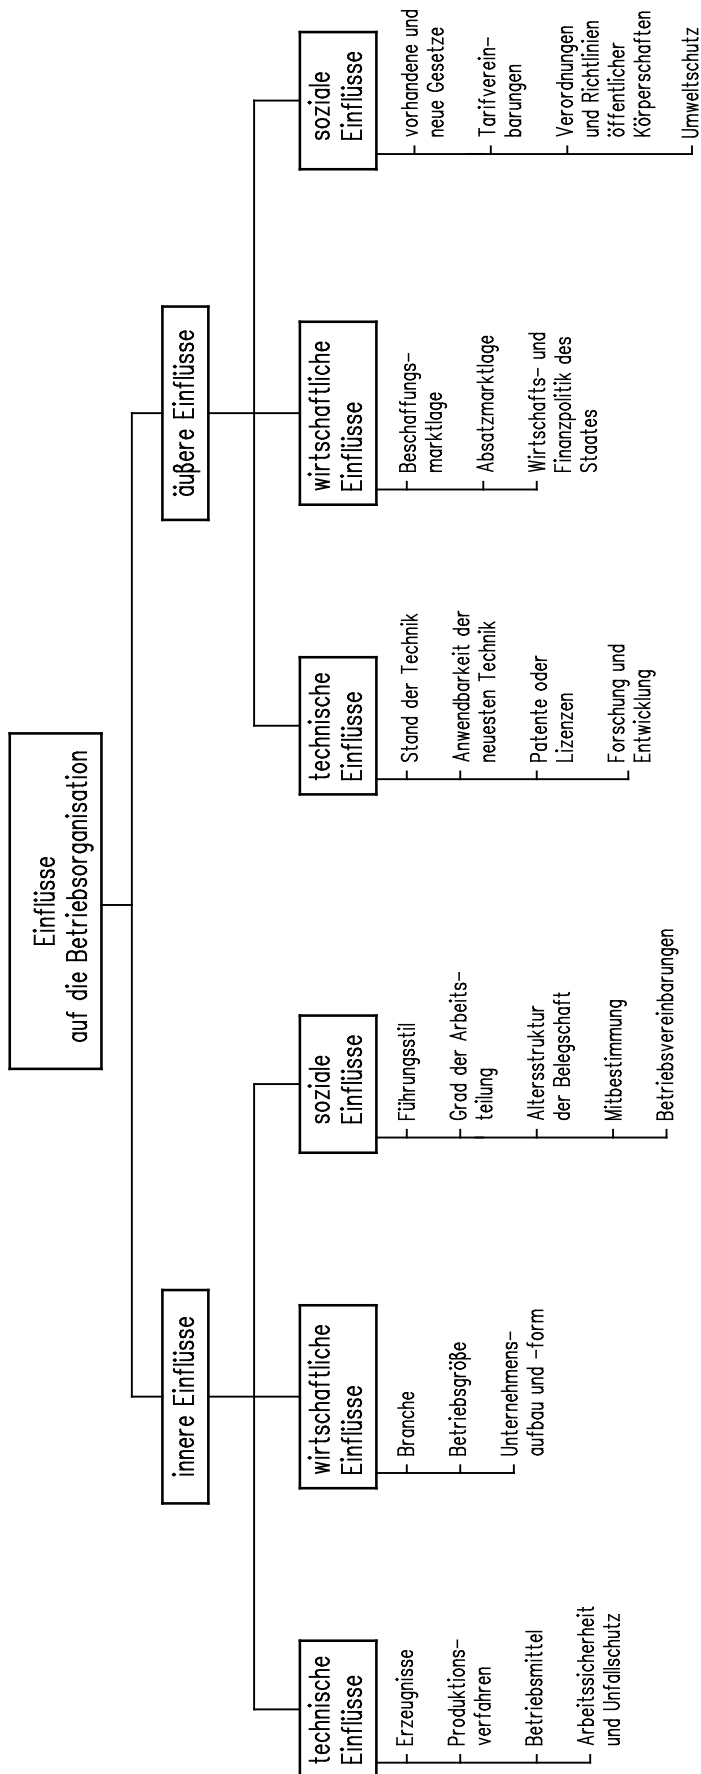 Einflüsse
auf die Betriebsorganisation
innere Einflüsse
technische
Einflüsse
Erzeugnisse
Produktions-
verfahren
Betriebsmittel
Arbeitssicherheit
und Unfallschutz
wirtschaftliche
Einflüsse
Branche
Betriebsgröße
Unternehmens-
aufbau und -form
soziale
Einflüsse
Führungsstil
Grad der Arbeits-
teilung
Altersstruktur
der Belegschaft
Mitbestimmung
Betriebsvereinbarungen
äußere Einflüsse
technische
Einflüsse
Stand der Technik
Anwendbarkeit der
neuesten Technik
Patente oder
Lizenzen
Forschung und
Entwicklung
wirtschaftliche
Einflüsse
Beschaffungs-
marktlage
Absatzmarktlage
Wirtschafts- und
Finanzpolitik des
Staates
soziale
Einflüsse
vorhandene und
neue Gesetze
Tarifverein-
barungen
Verordnungen
und Richtlinien
öffentlicher
Körperschaften
Umweltschutz